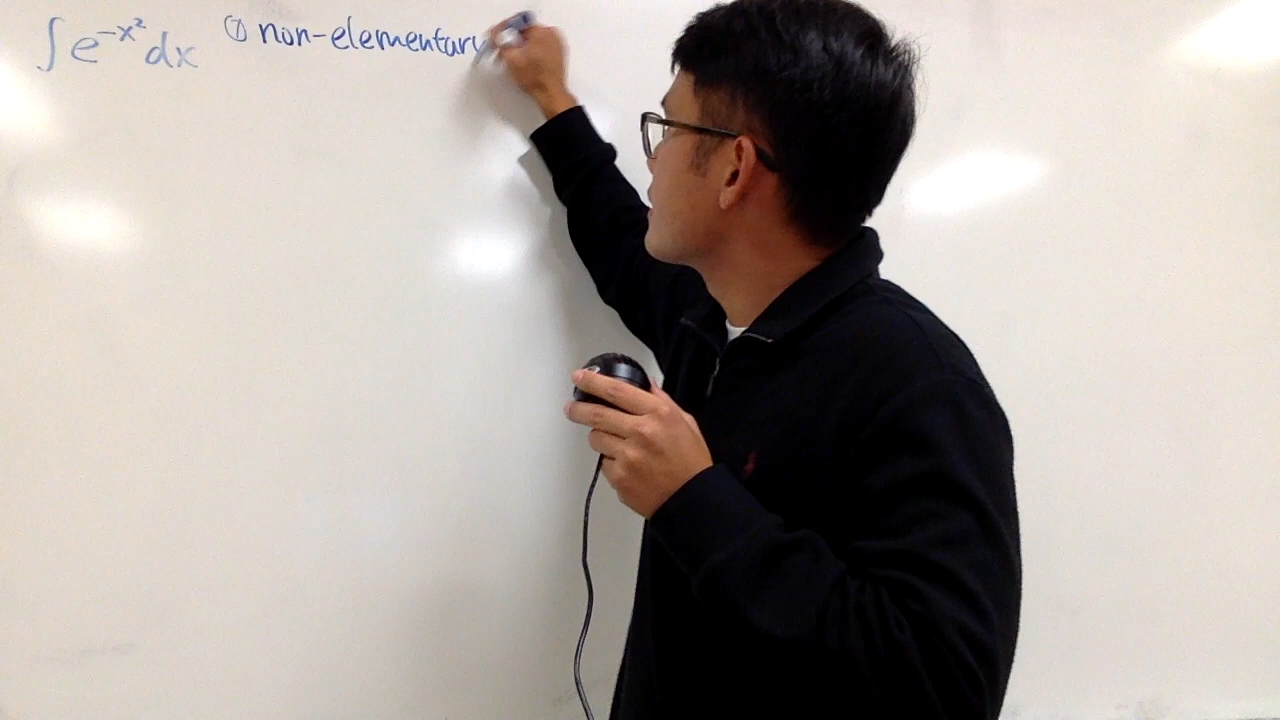 ∫e^{-x²}dx ① non-elementary